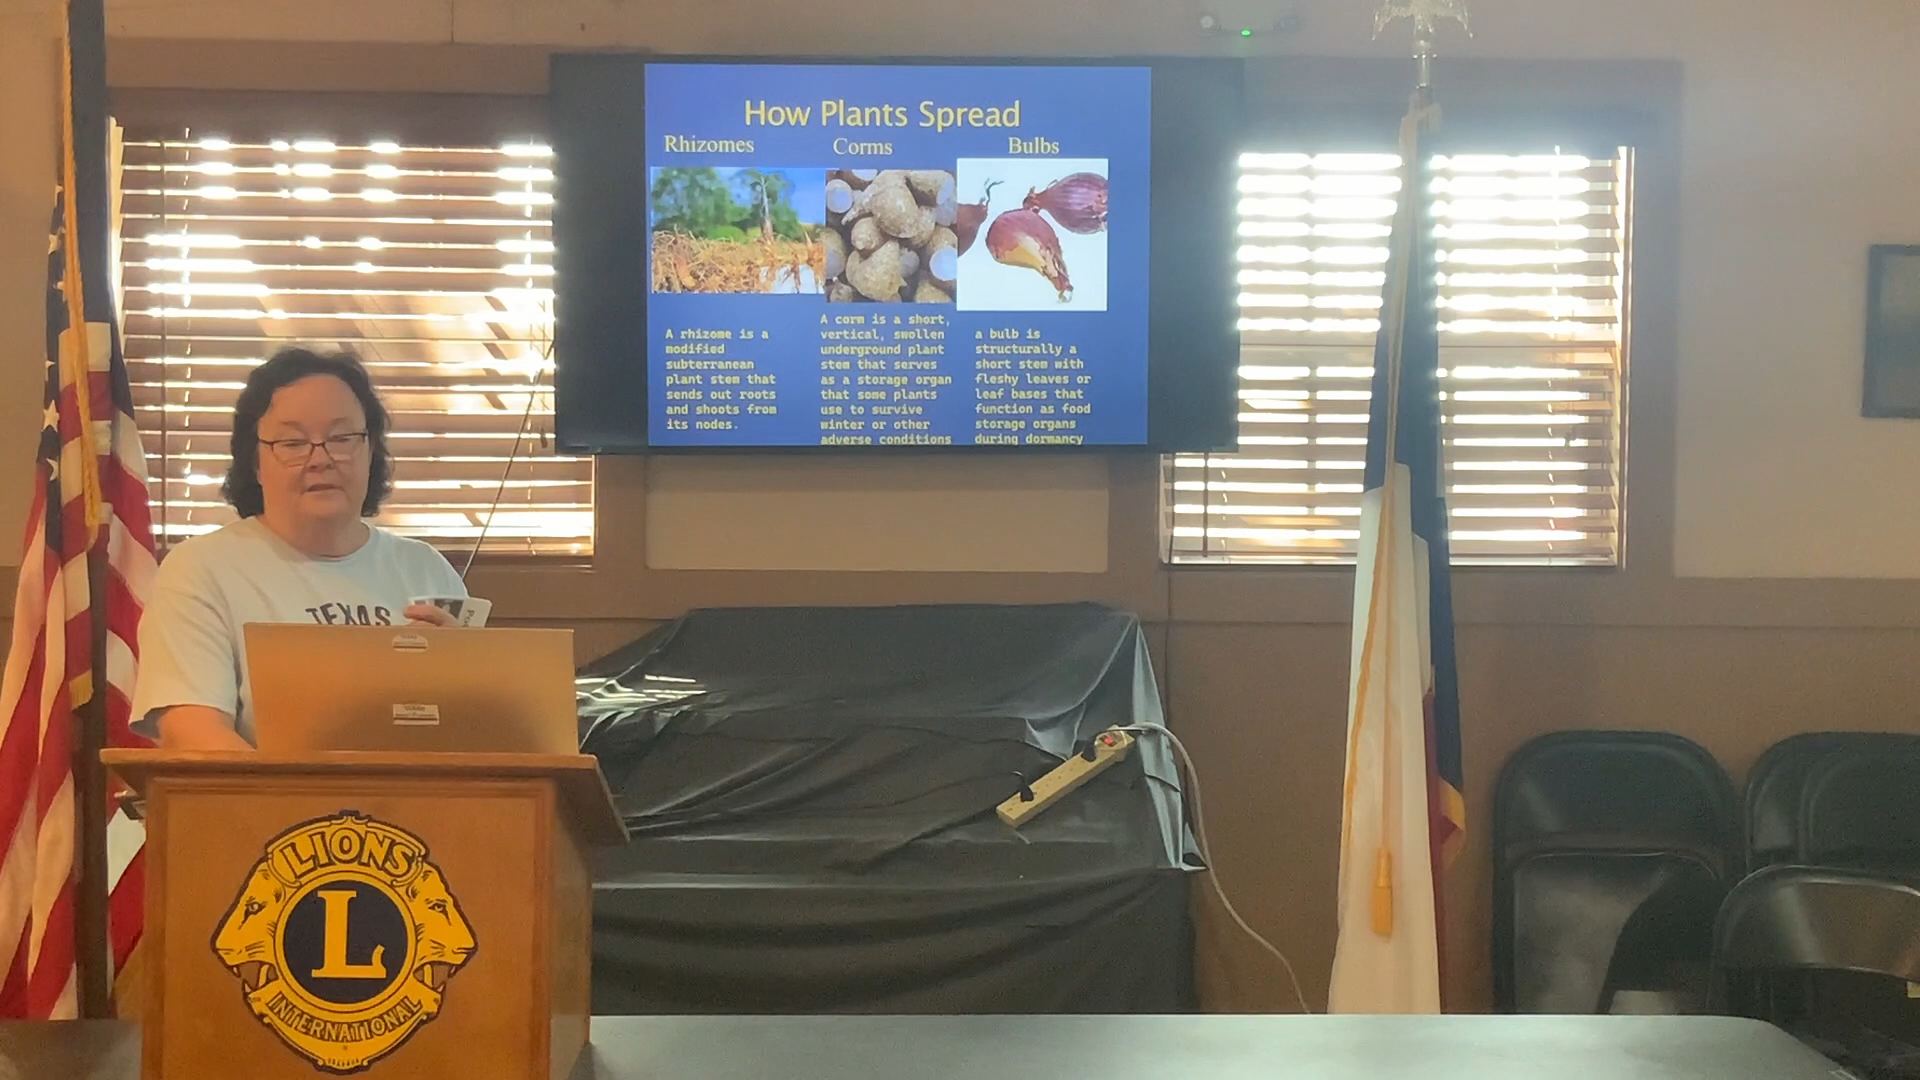 How Plants Spread
Rhizomes
Corms
Bulbs
A rhizome is a
modified
subterranean
plant stem that
sends out roots
and shoots from
its nodes.
A corm is a short,
vertical, swollen
underground plant
stem that serves
as a storage organ
that some plants
use to survive
winter or other
adverse conditions
a bulb is
structurally a
short stem with
fleshy leaves or
leaf bases that
function as food
storage organs
during dormancy
TEXAS
LIONS
L
INTERNATIONAL